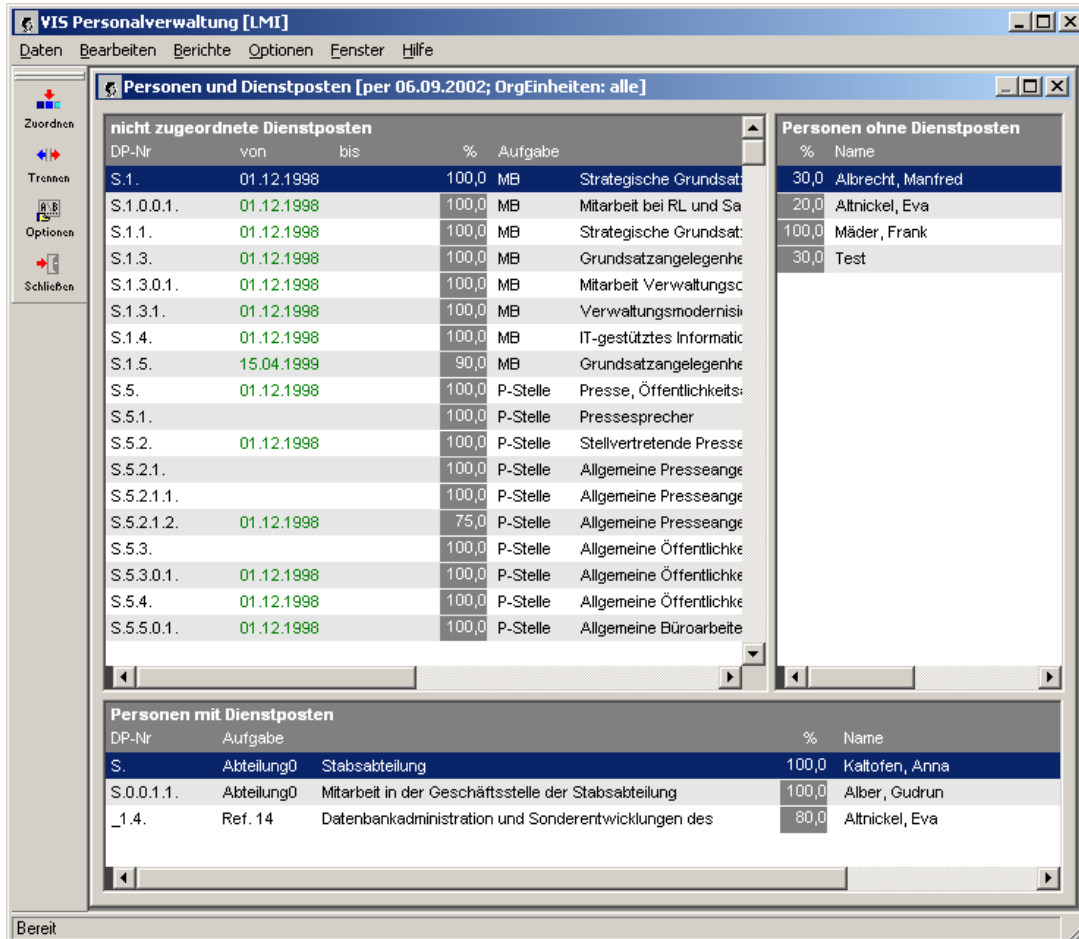 VIS Personalverwaltung [LMI]
Daten Bearbeiten Berichte Optionen Fenster Hilfe
Zuordnen
Trennen
Optionen
Schließen
Personen und Dienstposten [per 06.09.2002; OrgEinheiten: alle]
nicht zugeordnete Dienstposten
DP-Nr von bis % Aufgabe
S.1. 01.12.1998 100,0 MB Strategische Grundsat
S.1.0.0.1. 01.12.1998 100,0 MB Mitarbeit bei RL und Sa
S.1.1. 01.12.1998 100,0 MB Strategische Grundsat
S.1.3. 01.12.1998 100,0 MB Grundsatzangelegenhe
S.1.3.0.1. 01.12.1998 100,0 MB Mitarbeit Verwaltungsc
S.1.3.1. 01.12.1998 100,0 MB Verwaltungsmodernisi
S.1.4. 01.12.1998 100,0 MB IT-gestütztes Informatic
S.1.5. 15.04.1999 90,0 MB Grundsatzangelegenhe
S.5. 01.12.1998 100,0 P-Stelle Presse, Öffentlichkeits
S.5.1. 100,0 P-Stelle Pressesprecher
S.5.2. 01.12.1998 100,0 P-Stelle Stellvertretende Presse
S.5.2.1. 100,0 P-Stelle Allgemeine Presseange
S.5.2.1.1. 100,0 P-Stelle Allgemeine Presseange
S.5.2.1.2. 01.12.1998 75,0 P-Stelle Allgemeine Presseange
S.5.3. 100,0 P-Stelle Allgemeine Öffentlichke
S.5.3.0.1. 01.12.1998 100,0 P-Stelle Allgemeine Öffentlichke
S.5.4. 01.12.1998 100,0 P-Stelle Allgemeine Öffentlichke
S.5.5.0.1. 01.12.1998 100,0 P-Stelle Allgemeine Büroarbeite
Personen ohne Dienstposten
% Name
30,0 Albrecht, Manfred
20,0 Altnickel, Eva
100,0 Mäder, Frank
30,0 Test
Personen mit Dienstposten
DP-Nr Aufgabe % Name
S. Abteilung0 Stabsabteilung 100,0 Kaltofen, Anna
S.0.0.1.1. Abteilung0 Mitarbeit in der Geschäftsstelle der Stabsabteilung 100,0 Alber, Gudrun
_1.4. Ref. 14 Datenbankadministration und Sonderentwicklungen des 80,0 Altnickel, Eva
Bereit